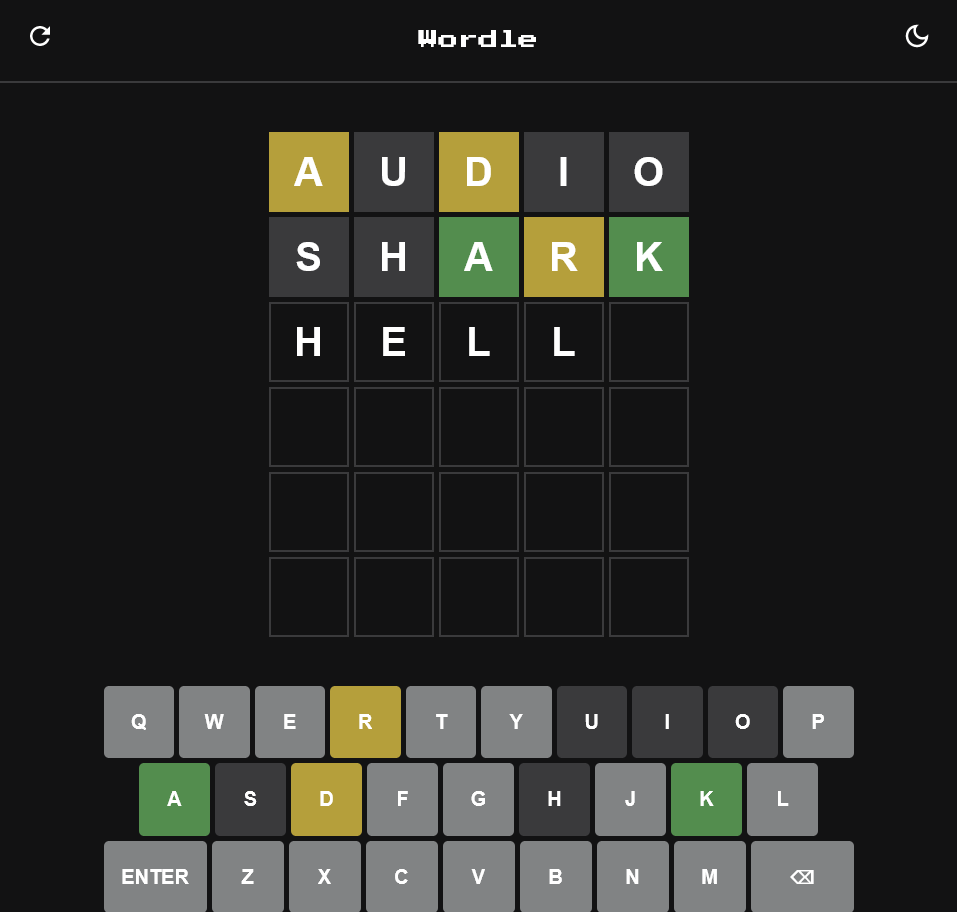 Wordle
A U D I O
S H A R K
H E L L
Q W E R T Y U I O P
A S D F G H J K L
ENTER Z X C V B N M ⌫